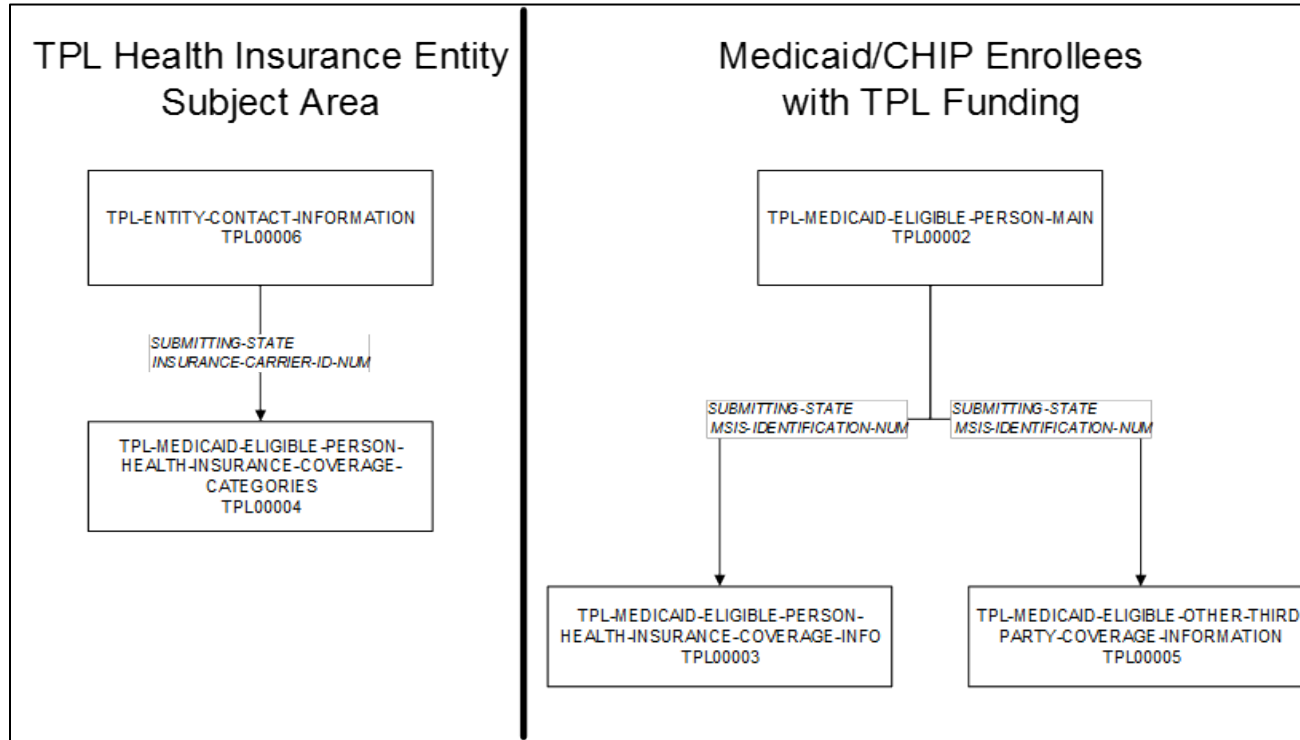 TPL Health Insurance Entity
Subject Area
TPL-ENTITY-CONTACT-INFORMATION
TPL00006
SUBMITTING-STATE
INSURANCE-CARRIER-ID-NUM
TPL-MEDICAID-ELIGIBLE-PERSON-
HEALTH-INSURANCE-COVERAGE-
CATEGORIES
TPL00004
Medicaid/CHIP Enrollees
with TPL Funding
TPL-MEDICAID-ELIGIBLE-PERSON-MAIN
TPL00002
SUBMITTING-STATE
MSIS-IDENTIFICATION-NUM
SUBMITTING-STATE
MSIS-IDENTIFICATION-NUM
TPL-MEDICAID-ELIGIBLE-PERSON-
HEALTH-INSURANCE-COVERAGE-INFO
TPL00003
TPL-MEDICAID-ELIGIBLE-OTHER-THIRD
PARTY-COVERAGE-INFORMATION
TPL00005